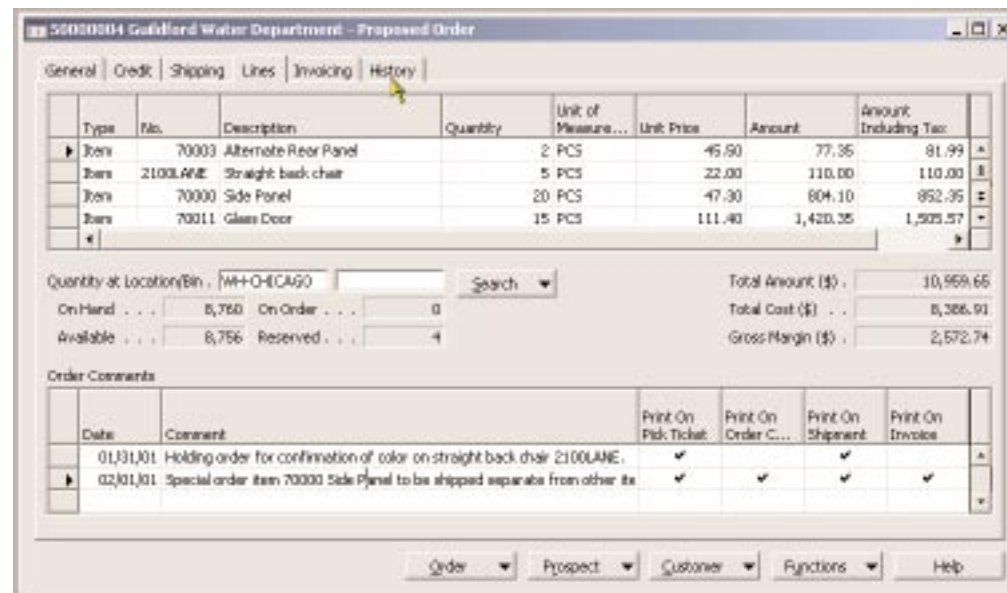 S0000004 Guildford Water Department - Proposed Order
General Credit Shipping Lines Invoicing History
Type No. Description Quantity Unit of Measure... Unit Price Amount Amount Including Tax
Item 70003 Alternate Rear Panel 2 PCS 45.50 77.35 81.99
Item 2100LANE Straight back chair 5 PCS 22.00 110.00 110.00
Item 70000 Side Panel 20 PCS 47.30 804.10 852.35
Item 70011 Glass Door 15 PCS 111.40 1,420.35 1,505.57
Quantity at Location/Bin . WH-CHICAGO Search Total Amount ($) . 10,959.65
On Hand . . . 8,760 On Order . . . 0 Total Cost ($) . . 8,386.91
Available . . . 8,756 Reserved . . . 4 Gross Margin ($) . 2,572.74
Order Comments
Date Comment Print On Pick Ticket Print On Order C... Print On Shipment Print On Invoice
01/31/01 Holding order for confirmation of color on straight back chair 2100LANE. ✔ ✔
02/01/01 Special order item 70000 Side Panel to be shipped separate from other ite ✔ ✔ ✔ ✔
Order Prospect Customer Functions Help